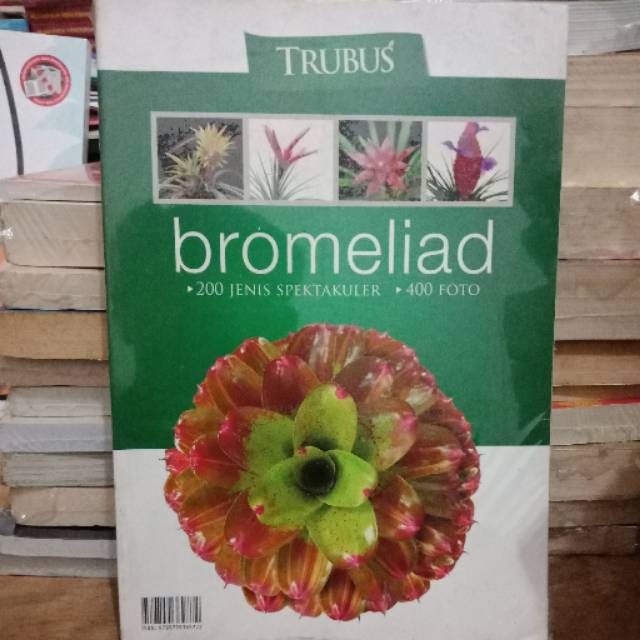 TRUBUS
bromeliad
200 JENIS SPEKTAKULER 400 FOTO